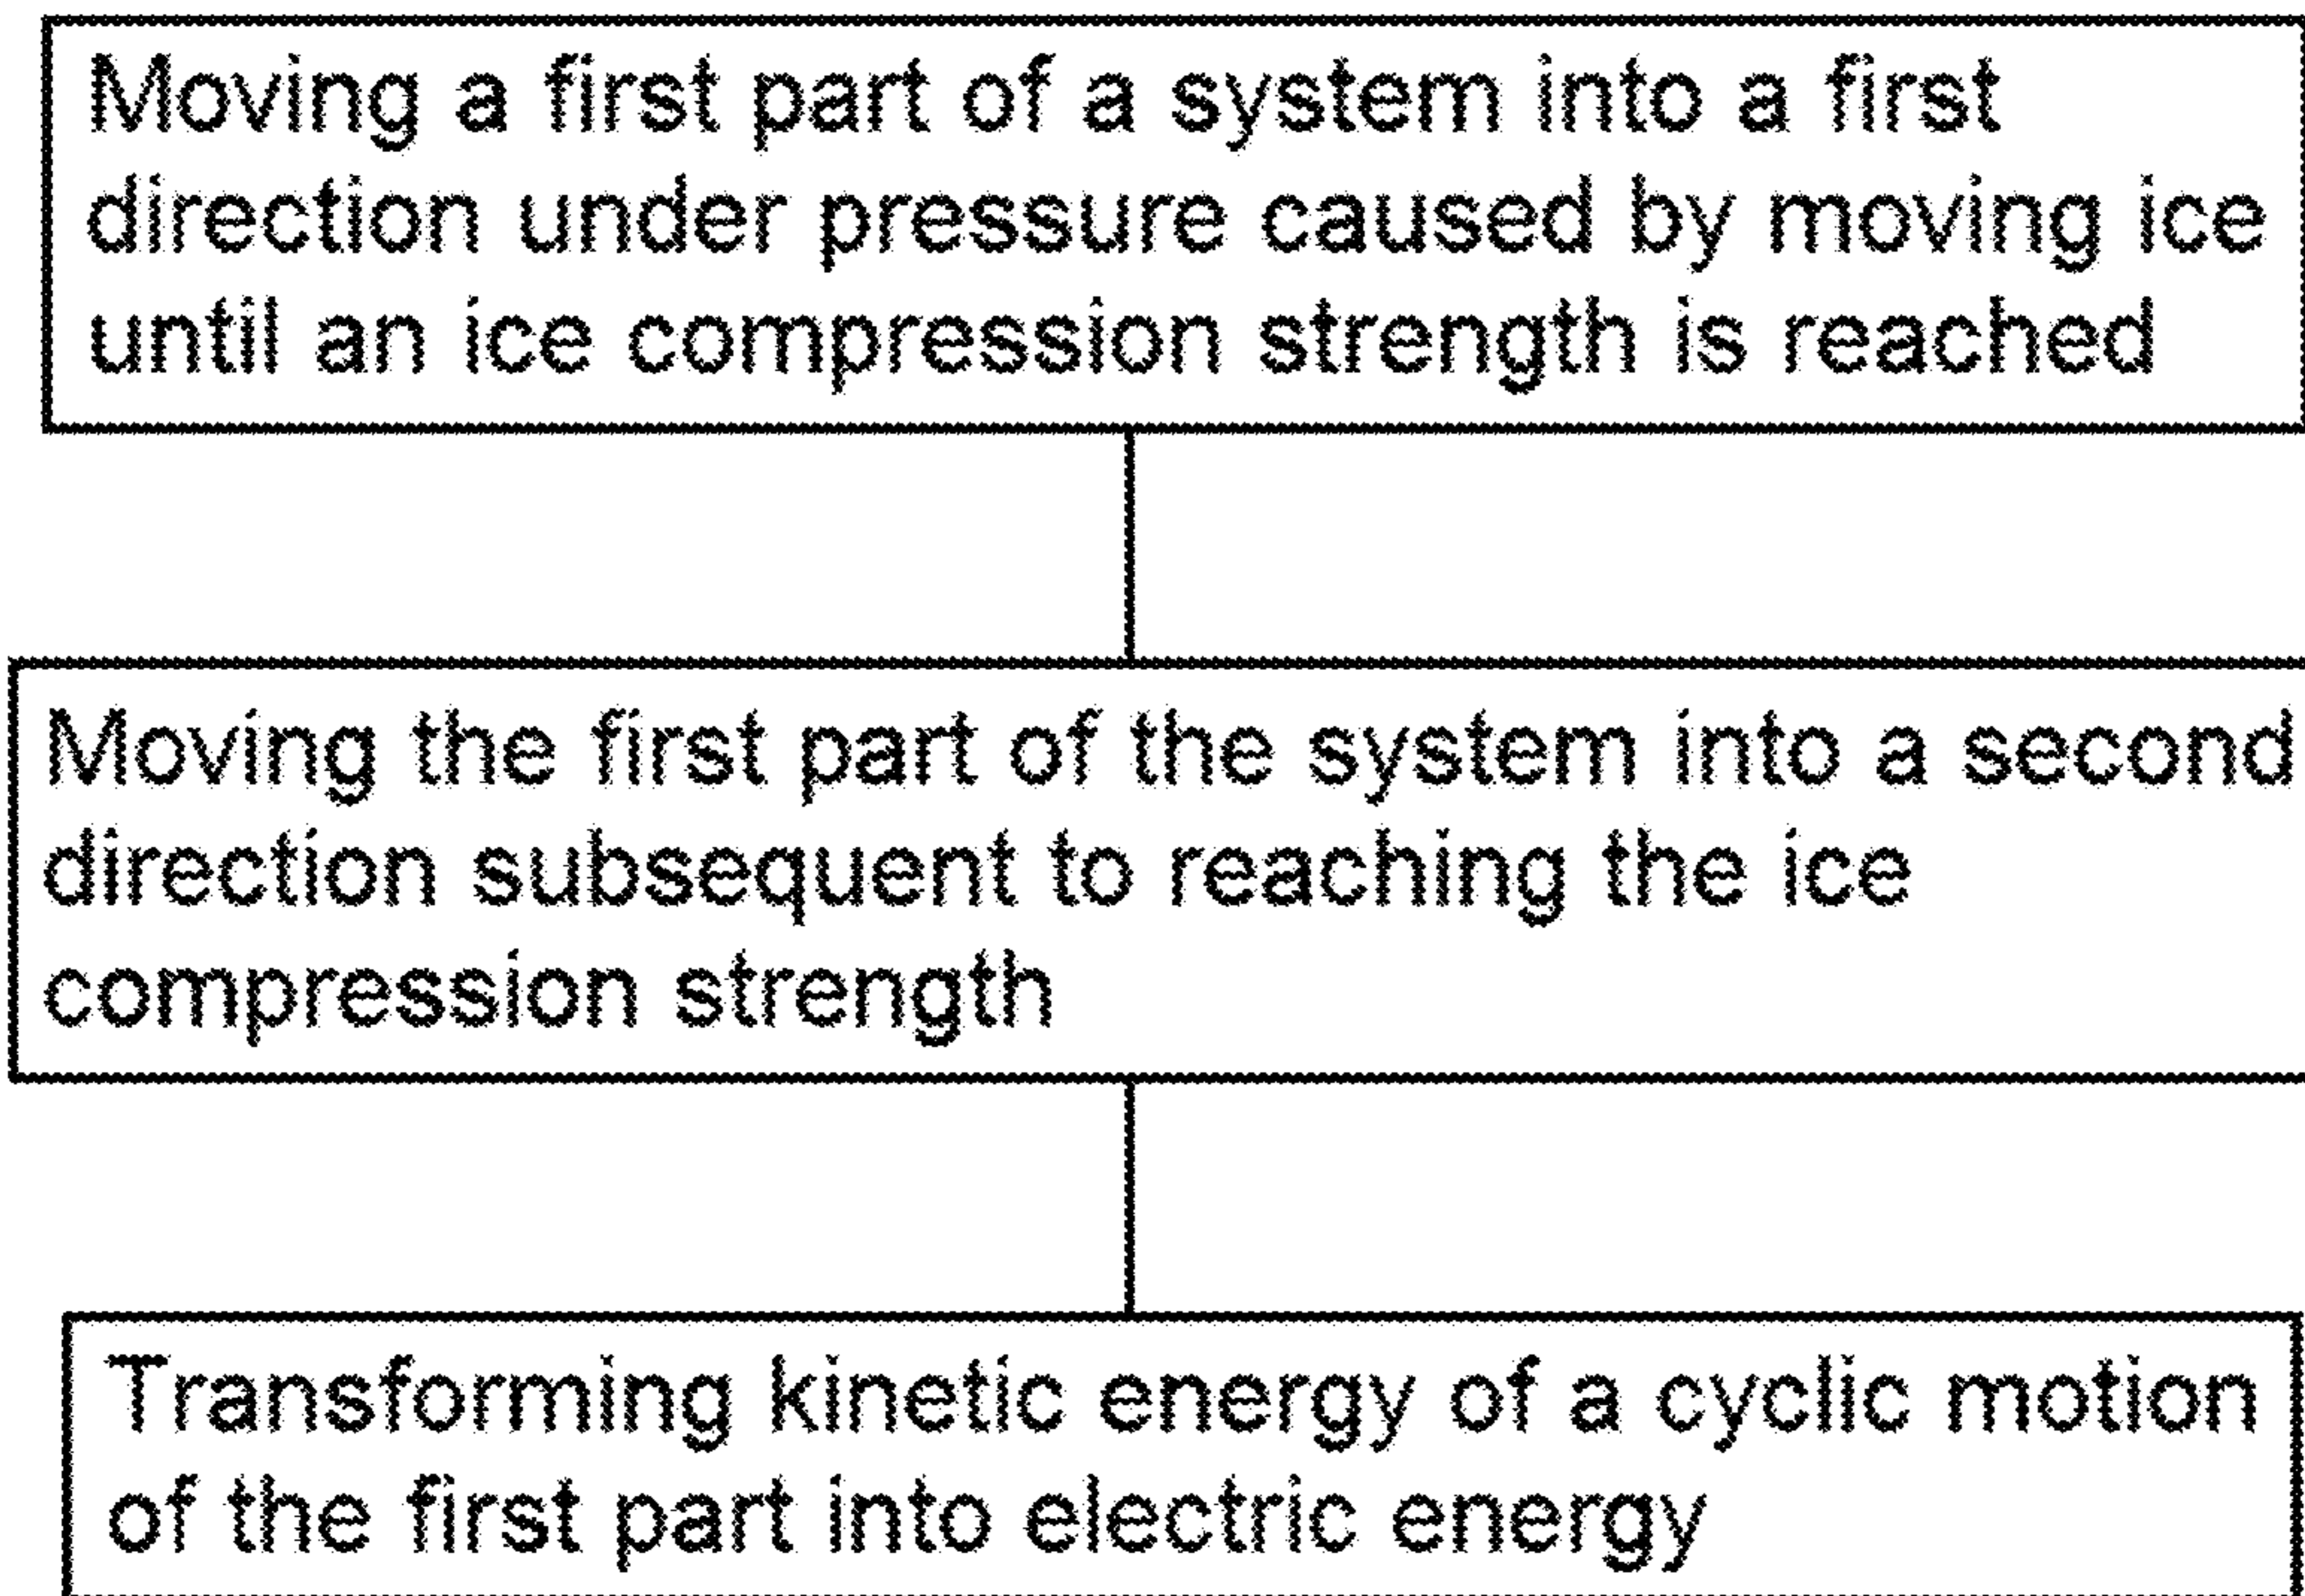 Moving a first part of a system into a first
direction under pressure caused by moving ice
until an ice compression strength is reached
Moving the first part of the system into a second
direction subsequent to reaching the ice
compression strength
Transforming kinetic energy of a cyclic motion
of the first part into electric energy